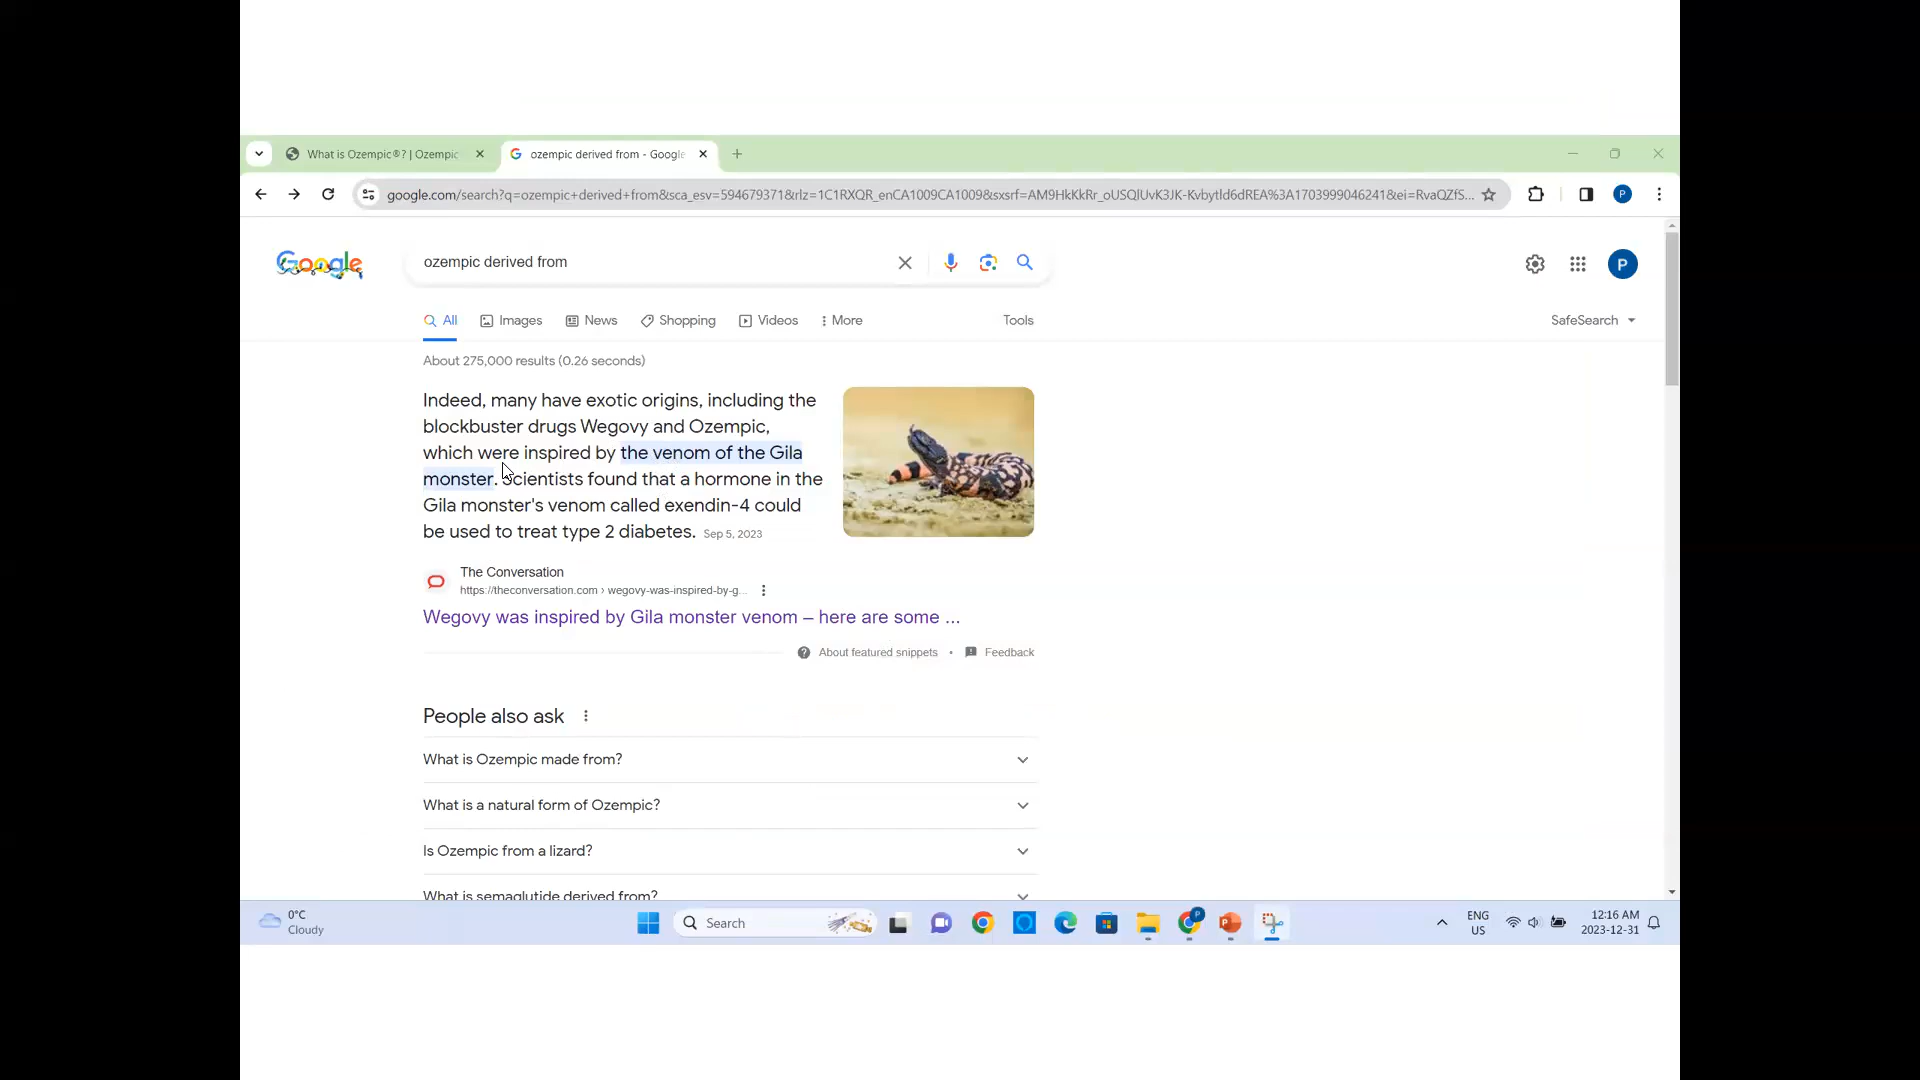 What is Ozempic®? | Ozempic
ozempic derived from - Google
google.com/search?q=ozempic+derived+from&sca_esv=594679371&rlz=1C1RXQR_enCA1009CA1009&sxsrf=AM9HkKkRr_oUSQlUvK3JK-Kvbytld6dREA%3A1703999046241&ei=RvaQZfS...
P
Google
ozempic derived from
P
All
Images
News
Shopping
Videos
More
Tools
SafeSearch
About 275,000 results (0.26 seconds)
Indeed, many have exotic origins, including the
blockbuster drugs Wegovy and Ozempic,
which were inspired by the venom of the Gila
monster. Scientists found that a hormone in the
Gila monster's venom called exendin-4 could
be used to treat type 2 diabetes. Sep 5, 2023
The Conversation
https://theconversation.com › wegovy-was-inspired-by-g...
Wegovy was inspired by Gila monster venom – here are some ...
About featured snippets • Feedback
People also ask
What is Ozempic made from?
What is a natural form of Ozempic?
Is Ozempic from a lizard?
What is semaglutide derived from?
0°C
Cloudy
Search
P
ENG
US
12:16 AM
2023-12-31